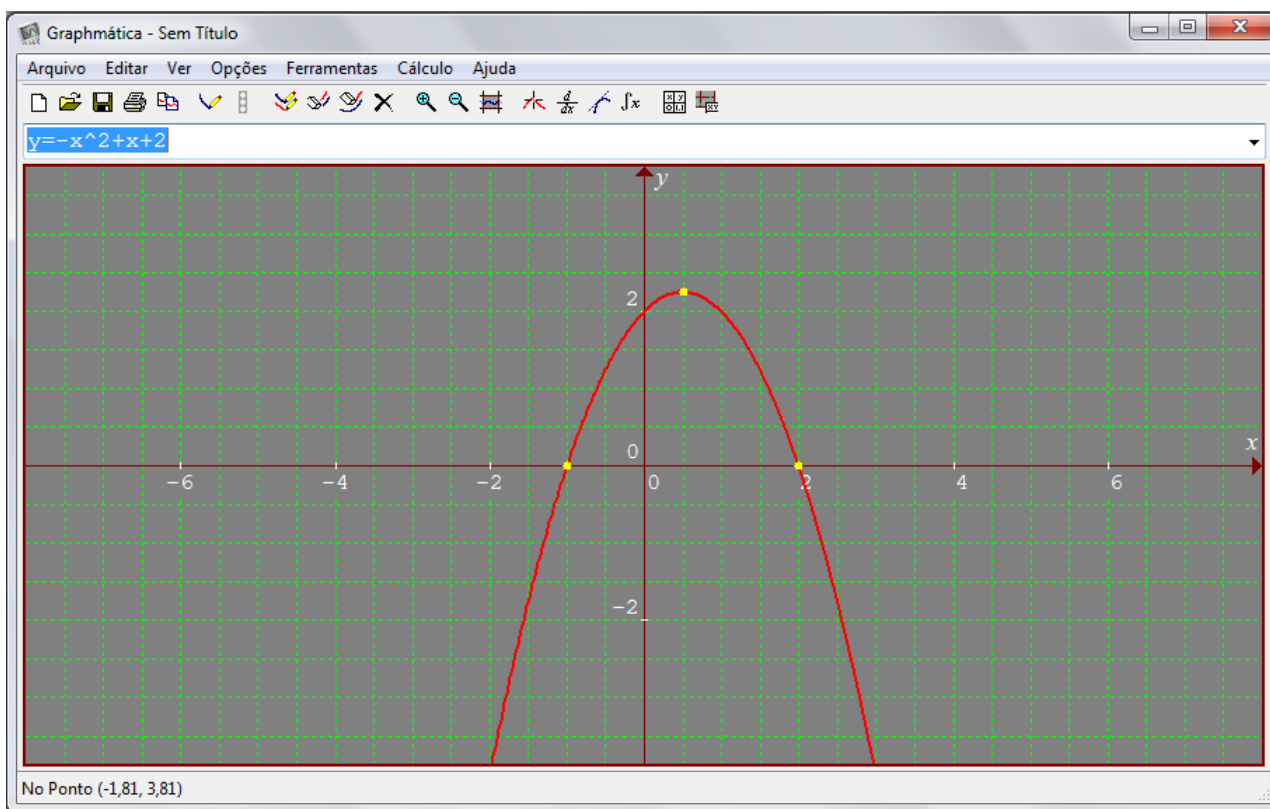 Graphmática - Sem Título
Arquivo Editar Ver Opções Ferramentas Cálculo Ajuda
y=-x^2+x+2
y
2
0
x
-6 -4 -2 0 2 4 6
-2
No Ponto (-1,81, 3,81)